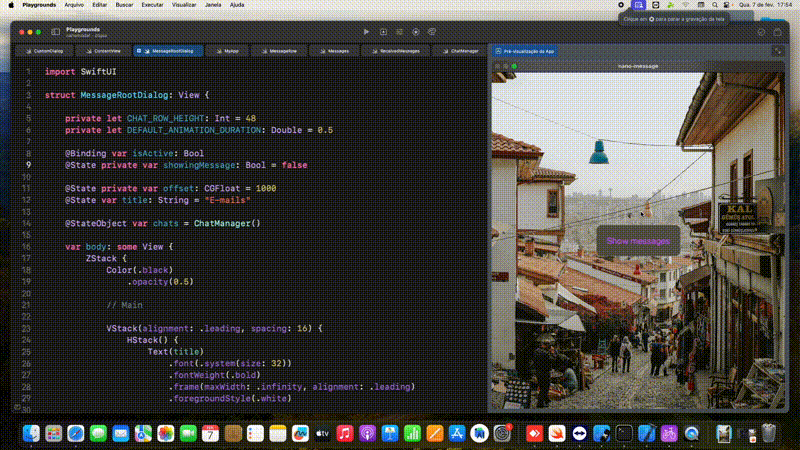 Playgrounds Arquivo Editar Buscar Executar Visualizar Janela Ajuda
Qua. 7 de fev. 17:54
Clique em para parar a gravação da tela
Playgrounds
CustomDialog ContentView MessageRootDialog MyApp MessageRow Messages ReceivedMessages ChatManager
Pré-visualização do App
nano-message
1 import SwiftUI
2
3 struct MessageRootDialog: View {
4
5 private let CHAT_ROW_HEIGHT: Int = 48
6 private let DEFAULT_ANIMATION_DURATION: Double = 0.5
7
8 @Binding var isActive: Bool
9 @State private var showingMessage: Bool = false
10
11 @State private var offset: CGFloat = 1000
12 @State var title: String = "E-mails"
13
14 @StateObject var chats = ChatManager()
15
16 var body: some View {
17 ZStack {
18 Color(.black)
19 .opacity(0.5)
20
21 // Main
22
23 VStack(alignment: .leading, spacing: 16) {
24 HStack() {
25 Text(title)
26 .font(.system(size: 32))
27 .fontWeight(.bold)
28 .frame(maxWidth: .infinity, alignment: .leading)
29 .foregroundStyle(.white)
30
Show messages
KAL
GÜMÜŞ ATOL
7
tv